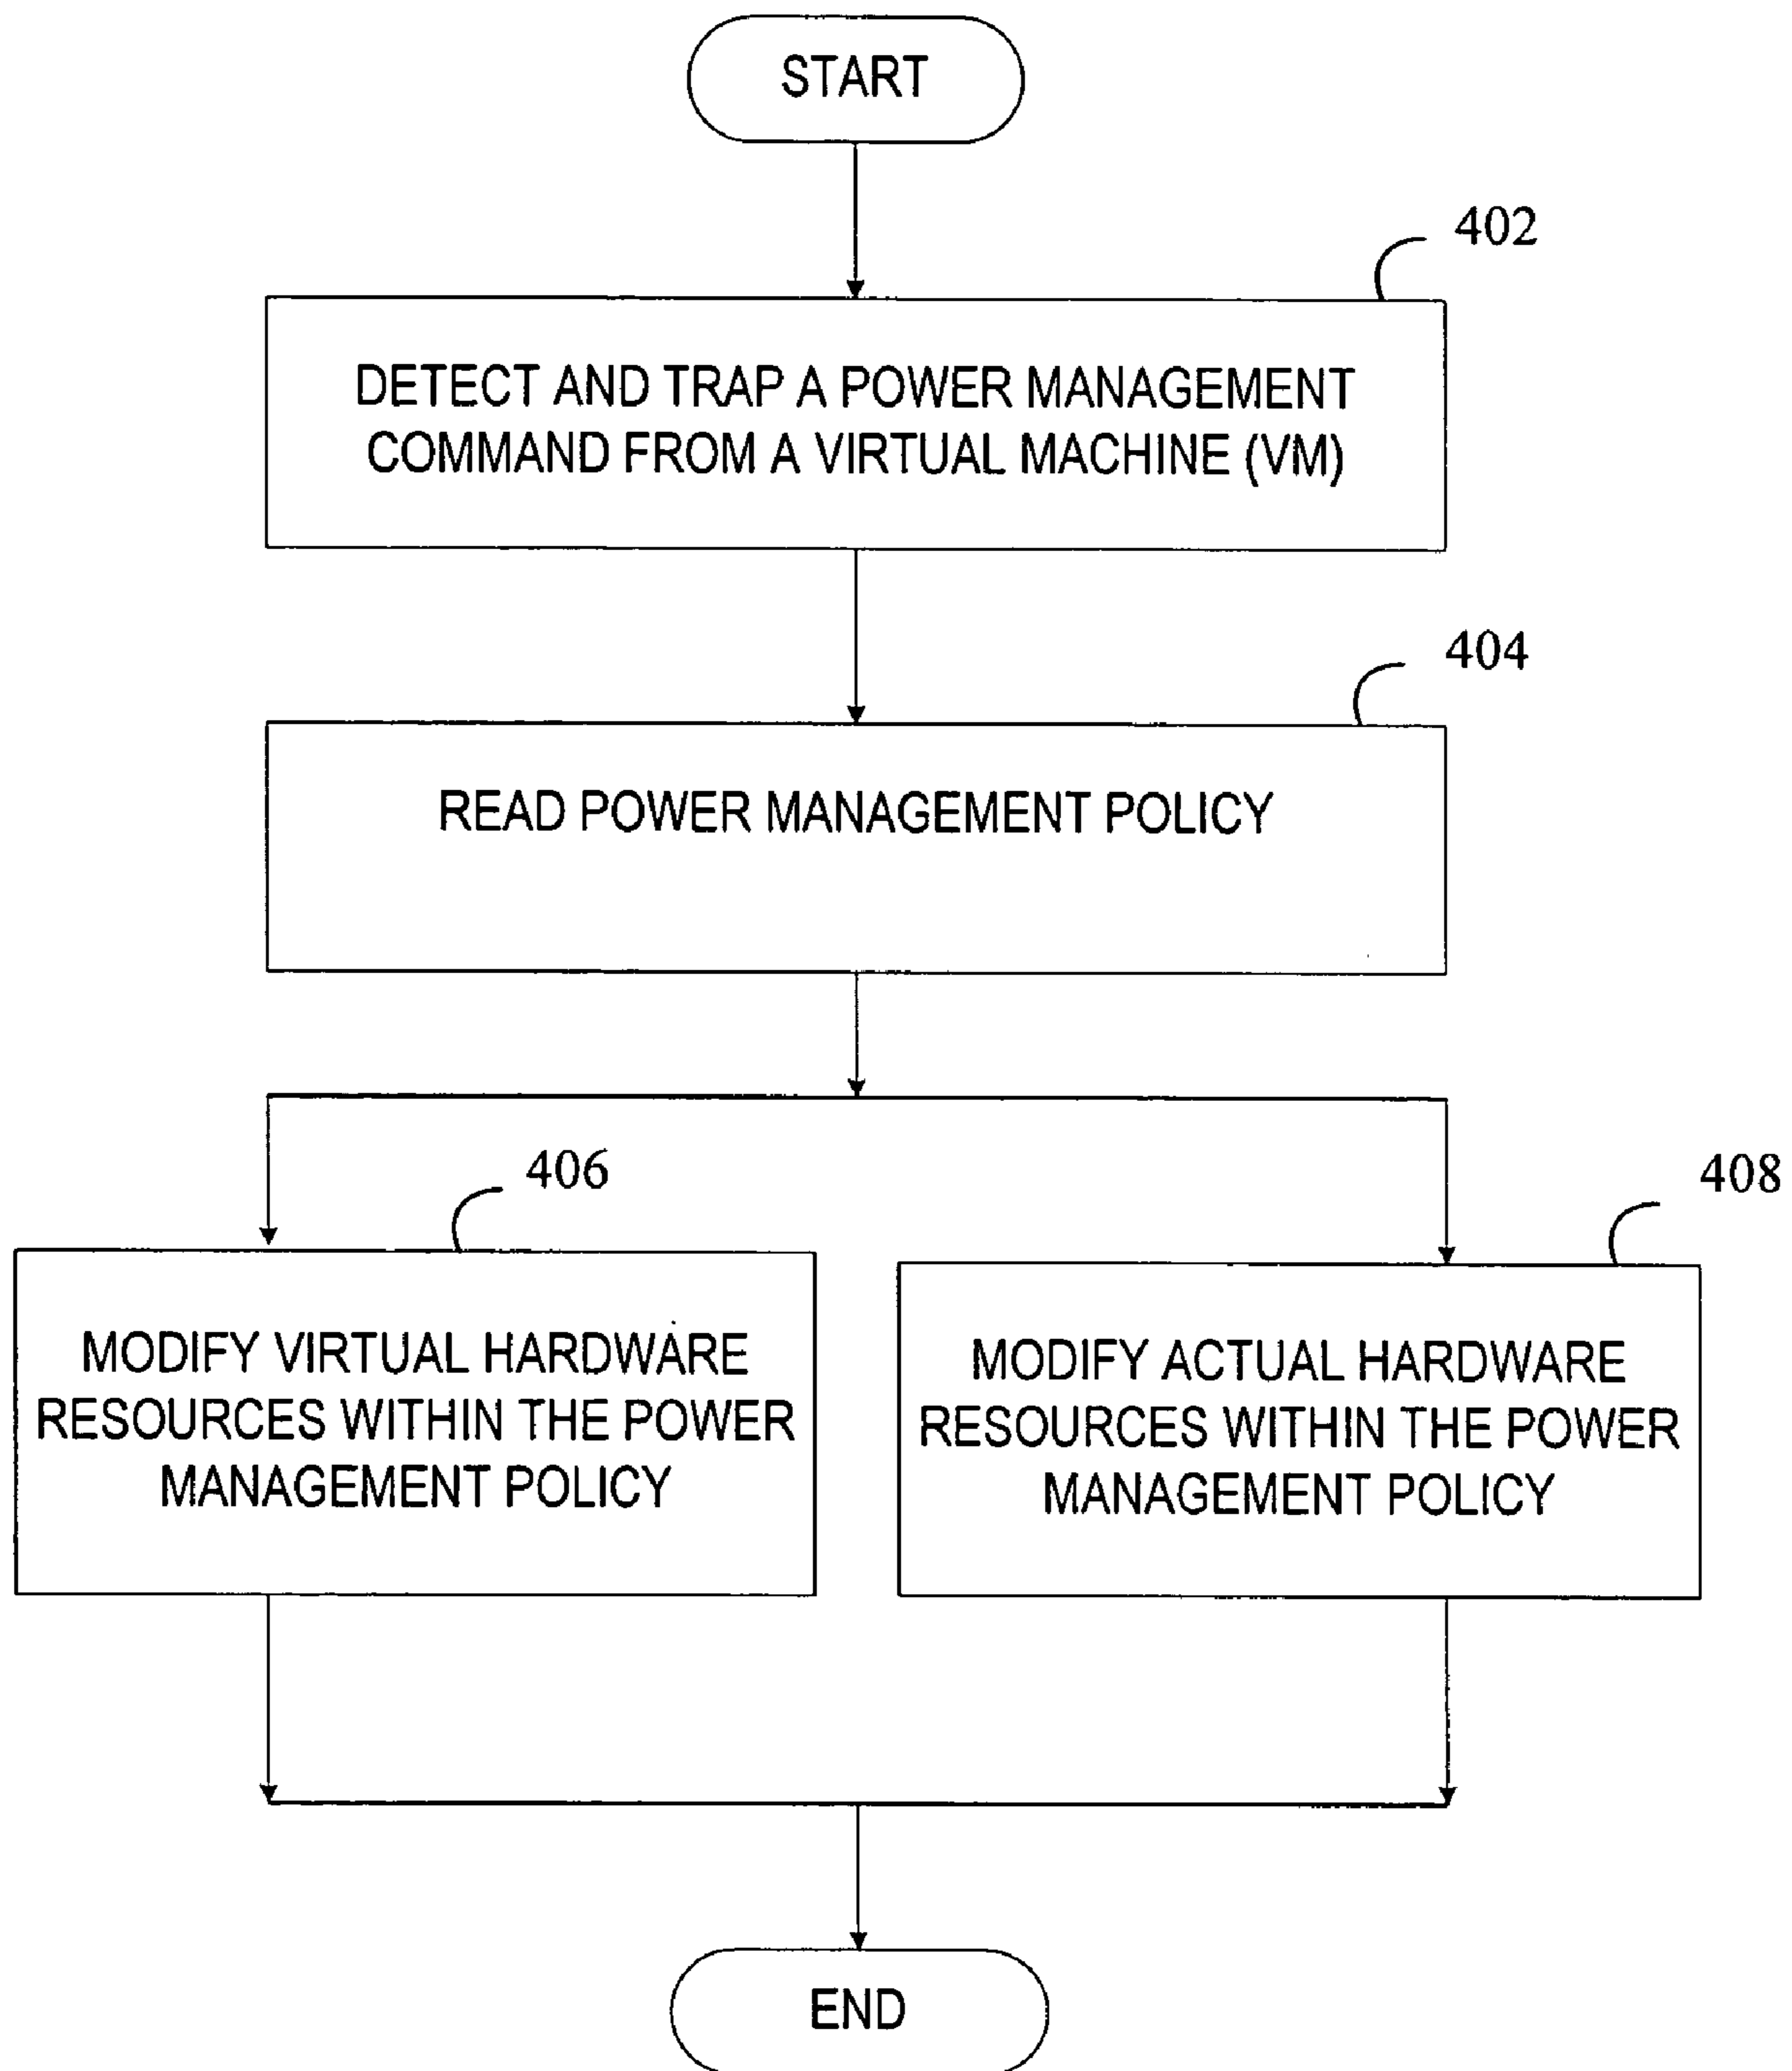 START
402
DETECT AND TRAP A POWER MANAGEMENT
COMMAND FROM A VIRTUAL MACHINE (VM)
404
READ POWER MANAGEMENT POLICY
406
MODIFY VIRTUAL HARDWARE
RESOURCES WITHIN THE POWER
MANAGEMENT POLICY
408
MODIFY ACTUAL HARDWARE
RESOURCES WITHIN THE POWER
MANAGEMENT POLICY
END